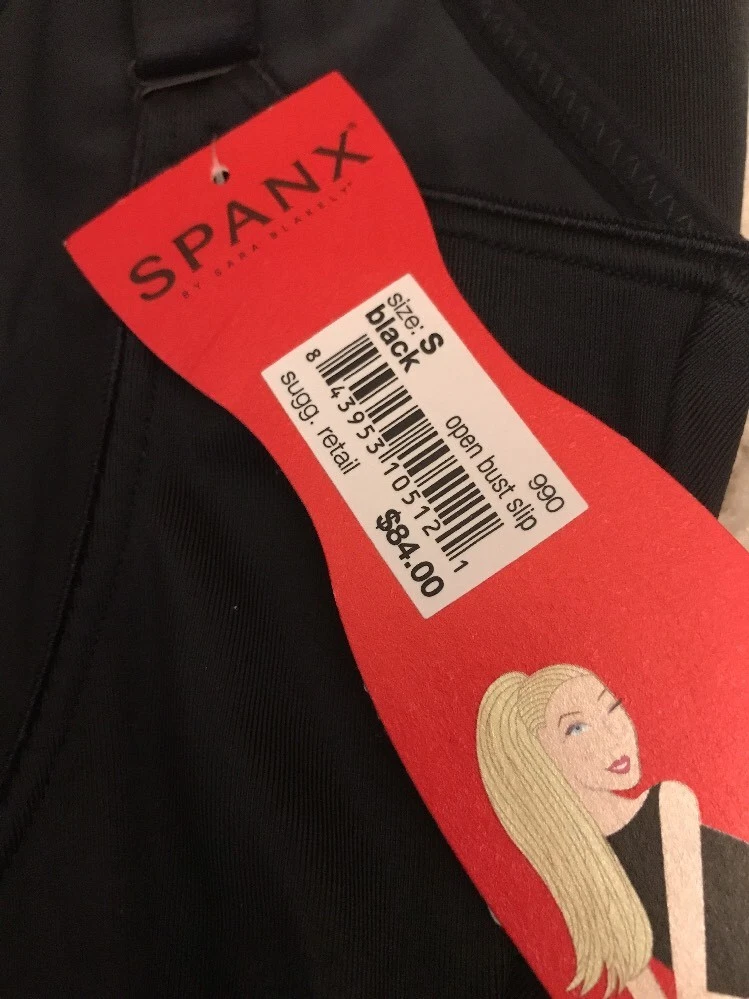 SPANX®
BY SARA BLAKELY®
size: S
black
990
open bust slip
8 43953 10512 1
sugg. retail
$84.00